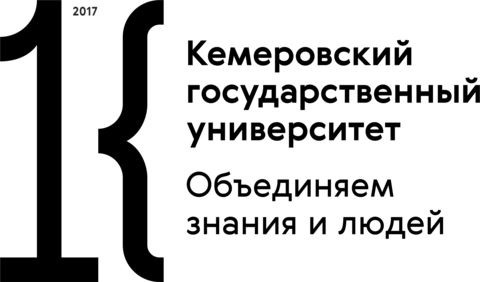 2017
Кемеровский
государственный
университет
Объединяем
знания и людей